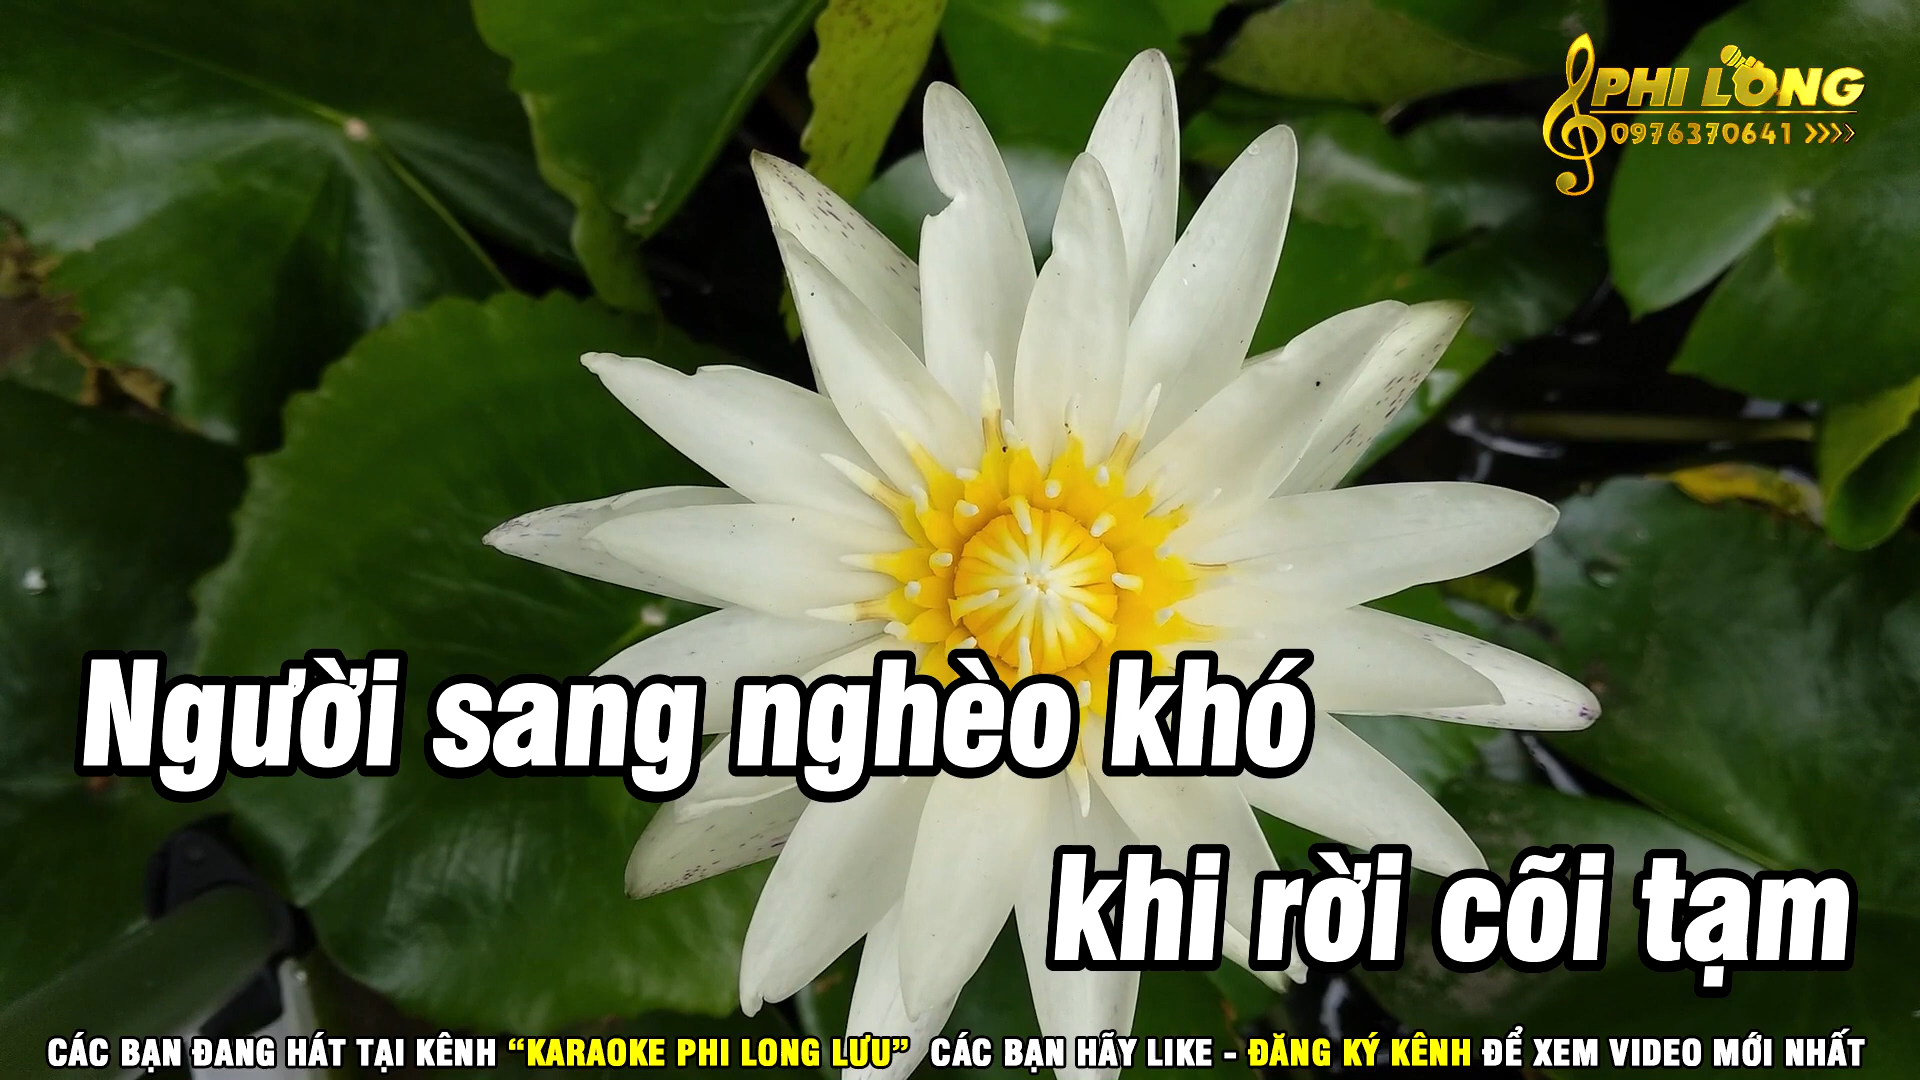 PHI LONG
0976370641
Người sang nghèo khó
khi rời cõi tạm
CÁC BẠN ĐANG HÁT TẠI KÊNH “KARAOKE PHI LONG LƯU” CÁC BẠN HÃY LIKE - ĐĂNG KÝ KÊNH ĐỂ XEM VIDEO MỚI NHẤT